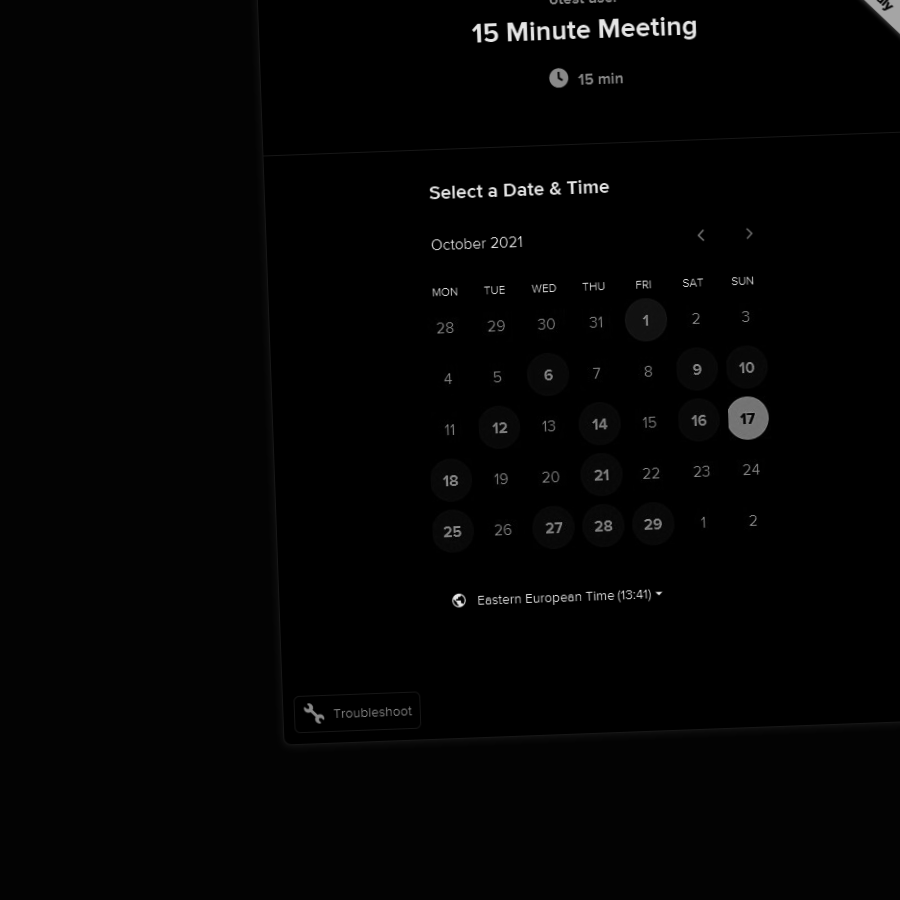 15 Minute Meeting
15 min
Select a Date & Time
October 2021
MON TUE WED THU FRI SAT SUN
28 29 30 31 1 2 3
4 5 6 7 8 9 10
11 12 13 14 15 16 17
18 19 20 21 22 23 24
25 26 27 28 29 1 2
Eastern European Time (13:41)
Troubleshoot